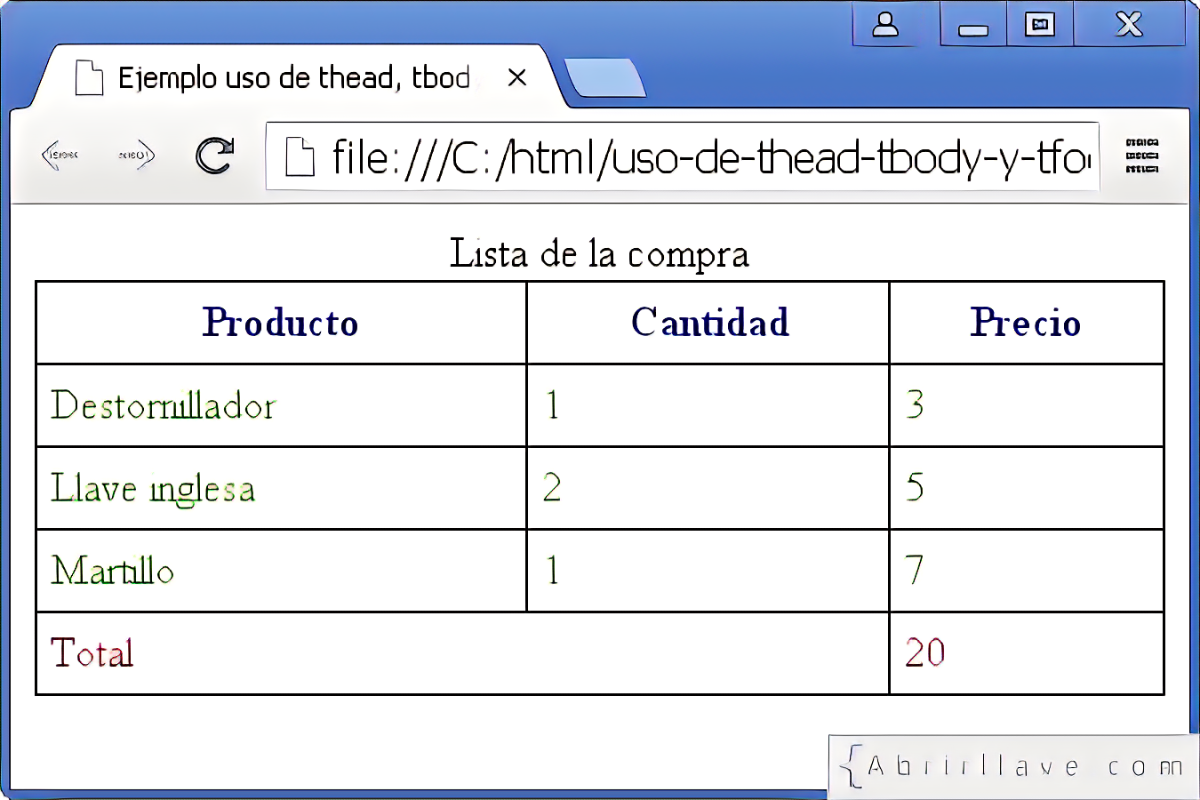 Ejemplo uso de thead, tbod
file:///C:/html/uso-de-thead-tbody-y-tfo
Lista de la compra
Producto Cantidad Precio
Destornillador 1 3
Llave inglesa 2 5
Martillo 1 7
Total 20
{Abrirllave.com